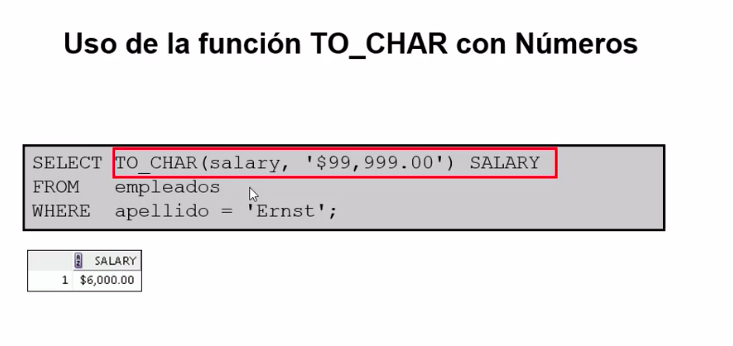 Uso de la función TO_CHAR con Números
SELECT TO_CHAR(salary, '$99,999.00') SALARY
FROM empleados
WHERE apellido = 'Ernst';
SALARY
1 $6,000.00